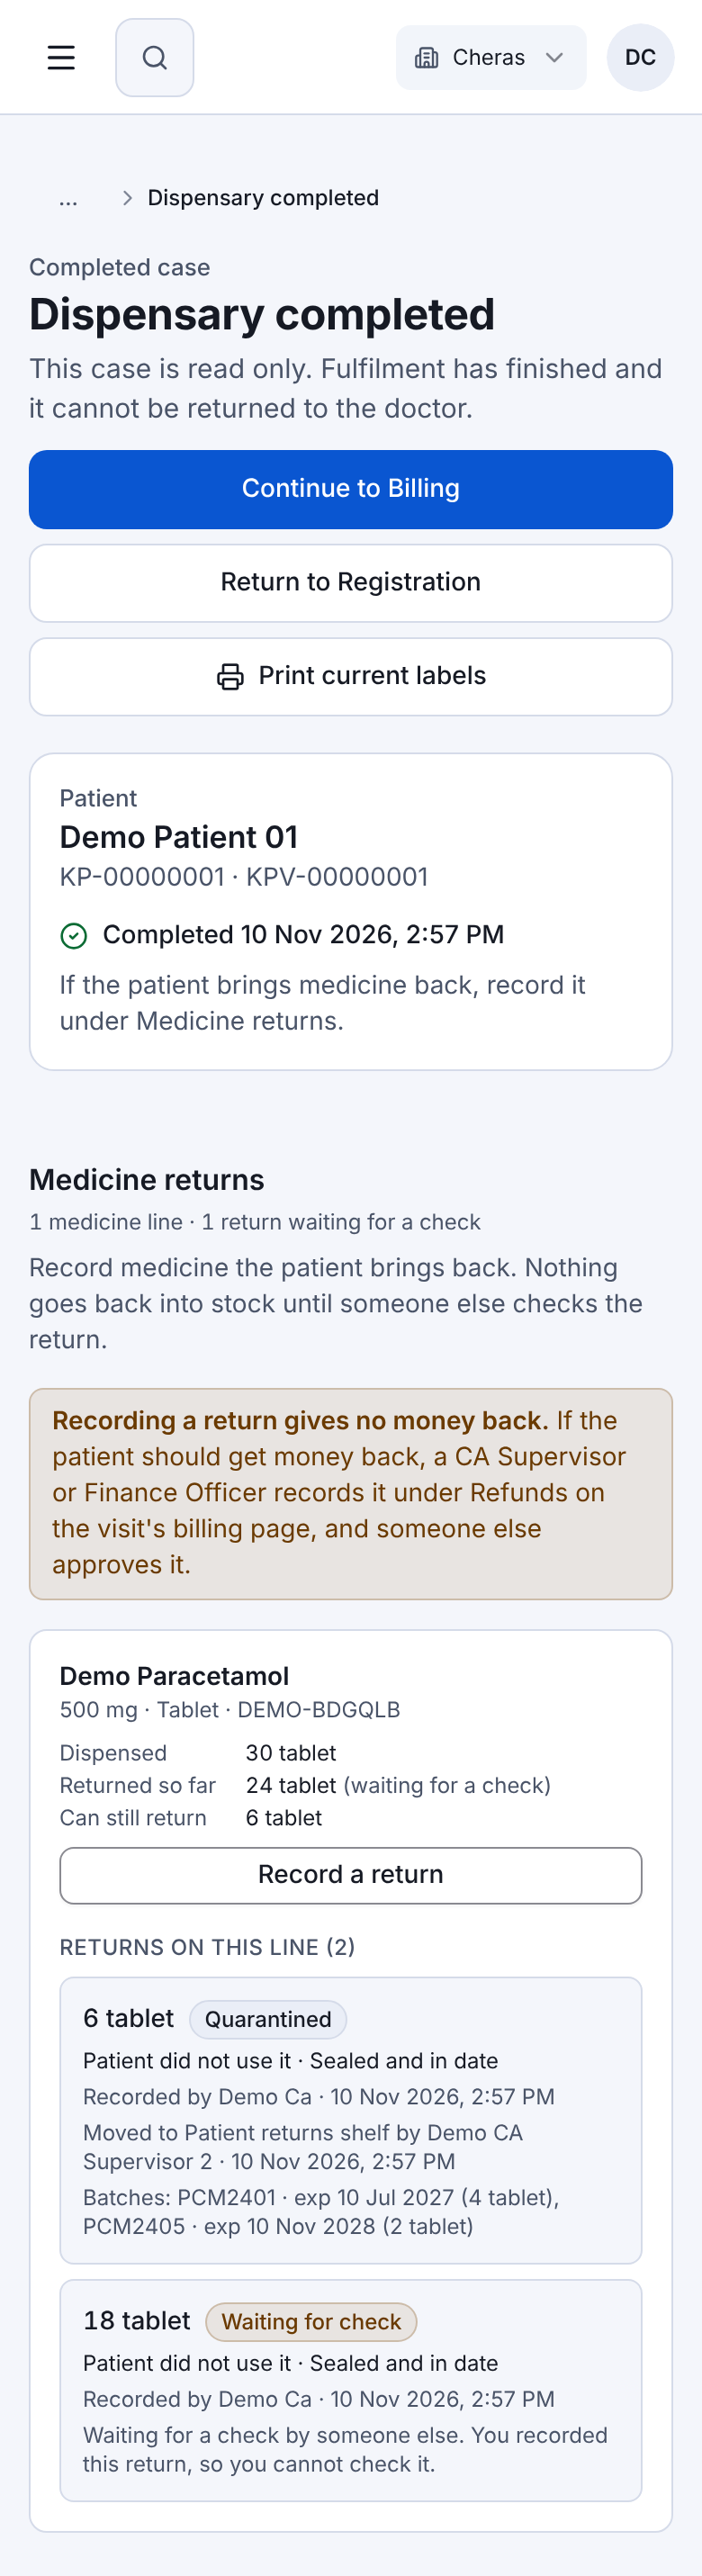 Cheras
DC
...
Dispensary completed
Completed case
Dispensary completed
This case is read only. Fulfilment has finished and
it cannot be returned to the doctor.
Continue to Billing
Return to Registration
Print current labels
Patient
Demo Patient 01
KP-00000001 · KPV-00000001
Completed 10 Nov 2026, 2:57 PM
If the patient brings medicine back, record it
under Medicine returns.
Medicine returns
1 medicine line · 1 return waiting for a check
Record medicine the patient brings back. Nothing
goes back into stock until someone else checks the
return.
Recording a return gives no money back. If the
patient should get money back, a CA Supervisor
or Finance Officer records it under Refunds on
the visit's billing page, and someone else
approves it.
Demo Paracetamol
500 mg · Tablet · DEMO-BDGQLB
Dispensed 30 tablet
Returned so far 24 tablet (waiting for a check)
Can still return 6 tablet
Record a return
RETURNS ON THIS LINE (2)
6 tablet Quarantined
Patient did not use it · Sealed and in date
Recorded by Demo Ca · 10 Nov 2026, 2:57 PM
Moved to Patient returns shelf by Demo CA
Supervisor 2 · 10 Nov 2026, 2:57 PM
Batches: PCM2401 · exp 10 Jul 2027 (4 tablet),
PCM2405 · exp 10 Nov 2028 (2 tablet)
18 tablet Waiting for check
Patient did not use it · Sealed and in date
Recorded by Demo Ca · 10 Nov 2026, 2:57 PM
Waiting for a check by someone else. You recorded
this return, so you cannot check it.